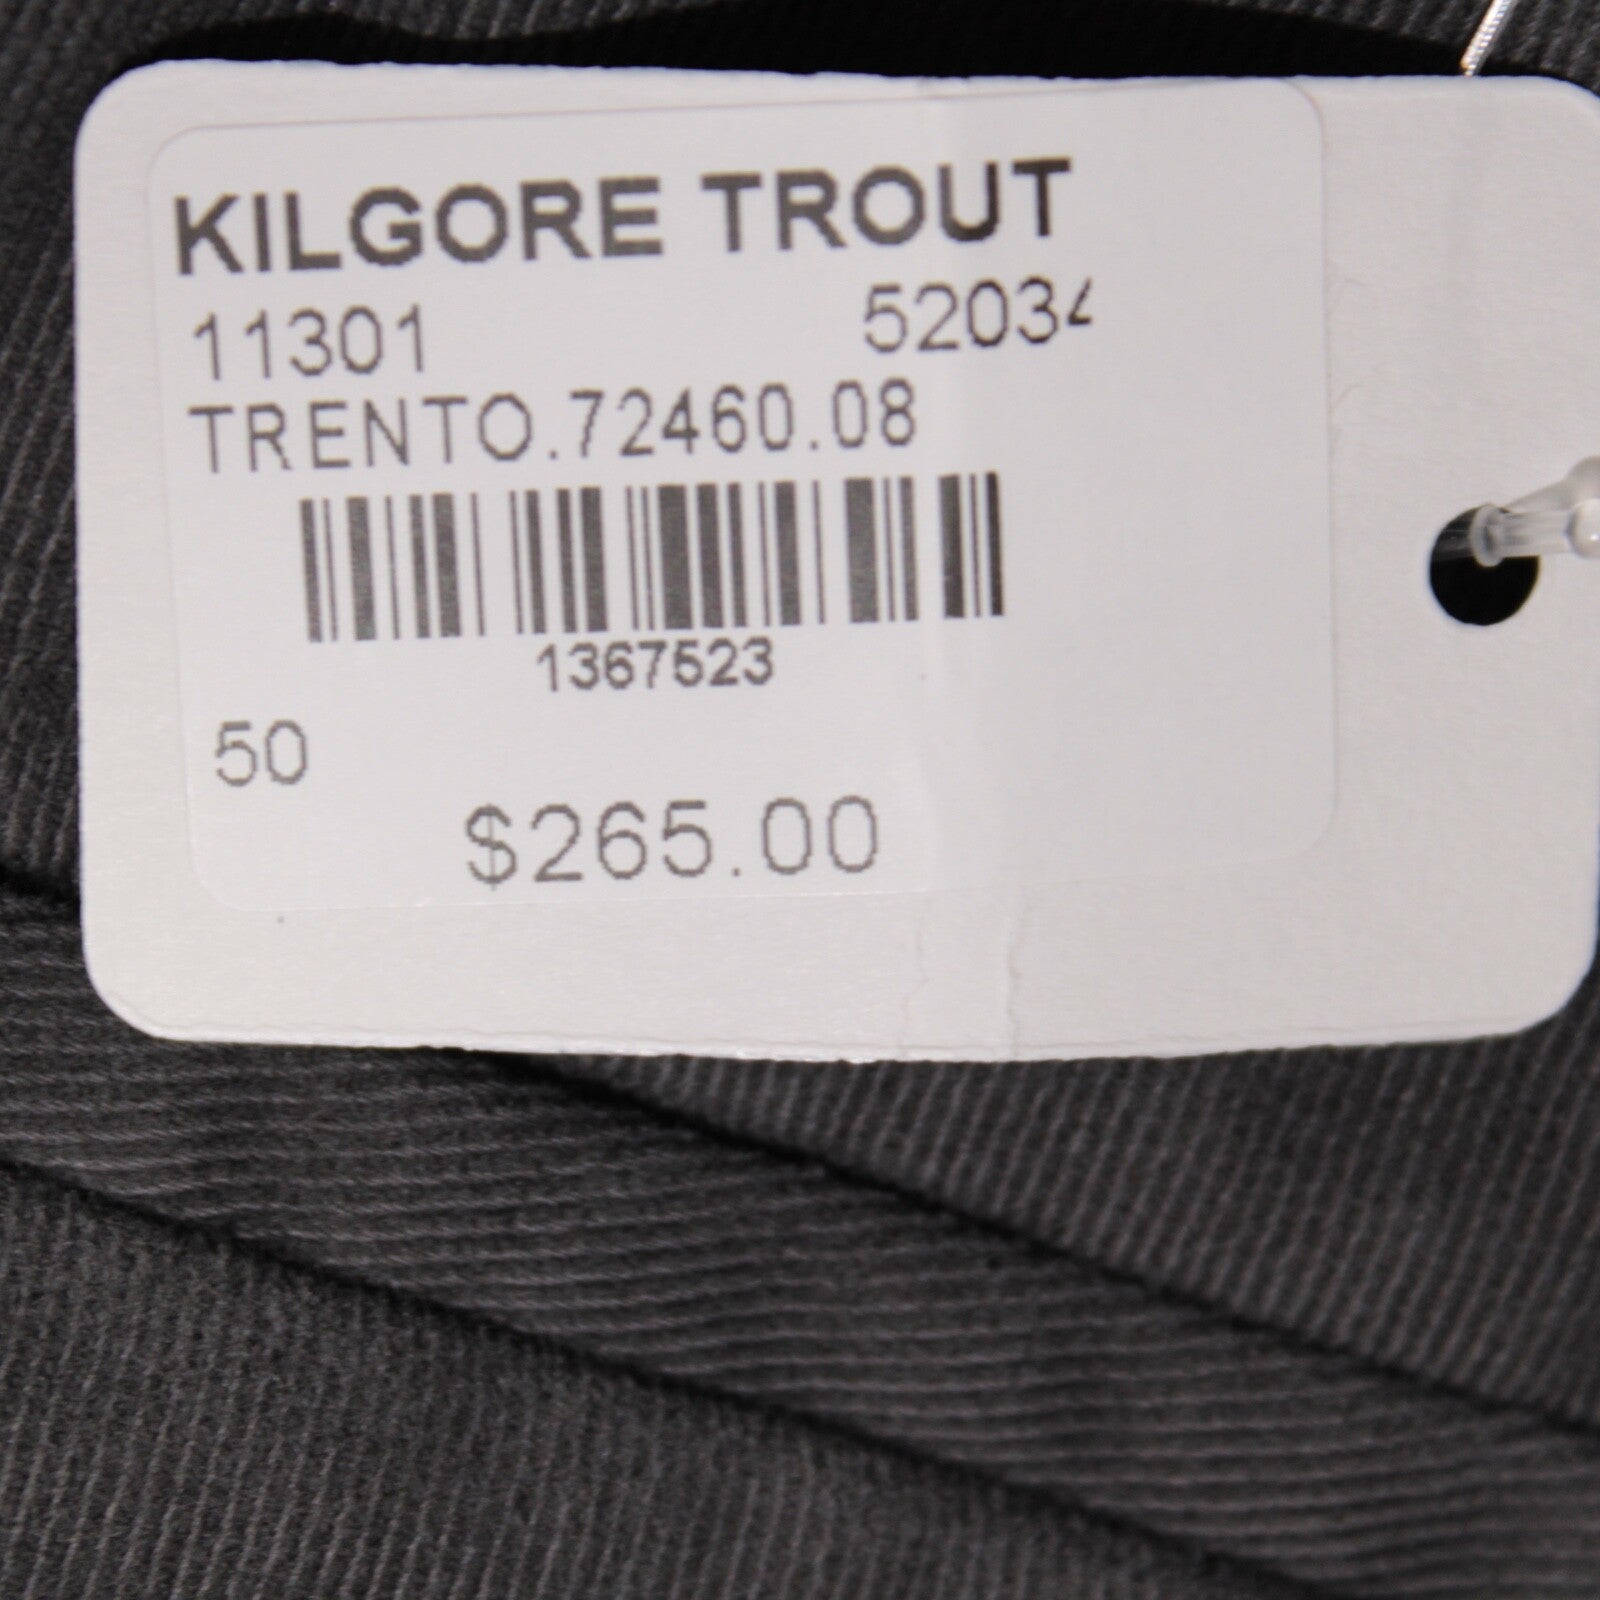 KILGORE TROUT
11301 52034
TRENTO.72460.08
1367523
50
$265.00